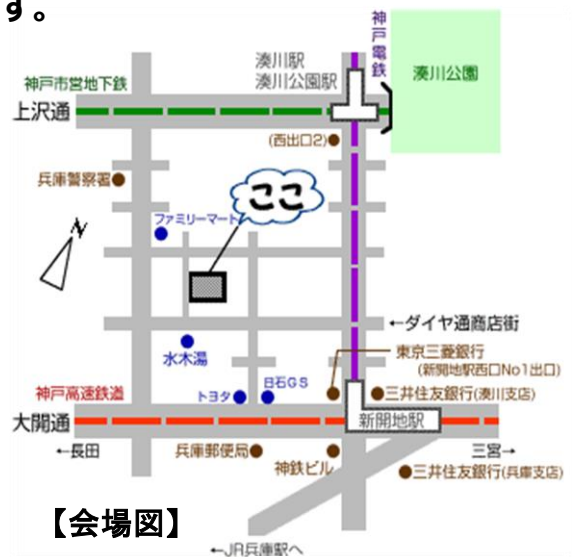 す。
神戸電鉄
湊川駅
湊川公園駅
湊川公園
神戸市営地下鉄
上沢通
(西出口2)
兵庫警察署
ここ
ファミリーマート
N
←ダイヤ通商店街
水木湯
東京三菱銀行
(新開地駅西口No1出口)
神戸高速鉄道
トヨタ
日石GS
三井住友銀行(湊川支店)
大開通
新開地駅
←長田
兵庫郵便局
神鉄ビル
三宮→
三井住友銀行(兵庫支店)
【会場図】
←JR兵庫駅へ